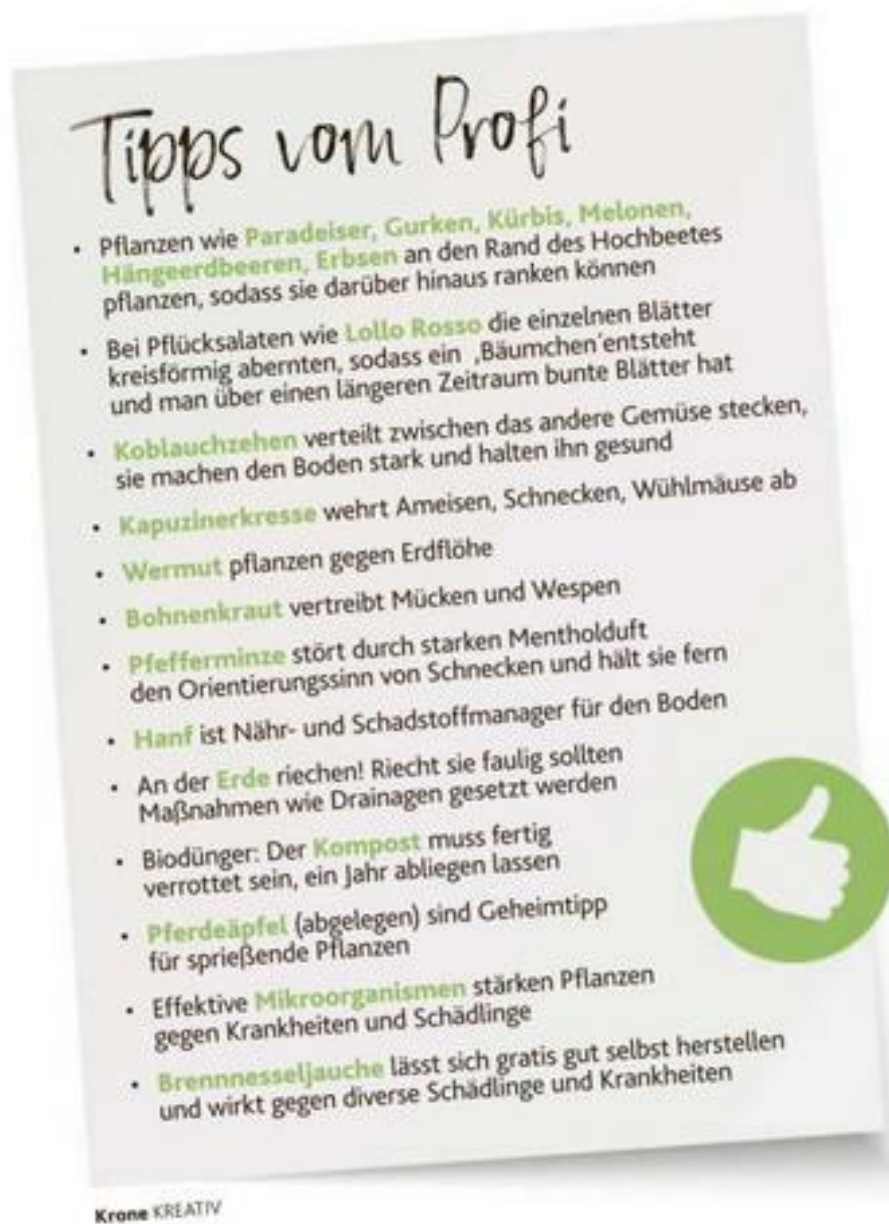 Tipps vom Profi
• Pflanzen wie Paradeiser, Gurken, Kürbis, Melonen,
Hängeerdbeeren, Erbsen an den Rand des Hochbeetes
pflanzen, sodass sie darüber hinaus ranken können
• Bei Pflücksalaten wie Lollo Rosso die einzelnen Blätter
kreisförmig abernten, sodass ein ‚Bäumchen‘entsteht
und man über einen längeren Zeitraum bunte Blätter hat
• Koblauchzehen verteilt zwischen das andere Gemüse stecken,
sie machen den Boden stark und halten ihn gesund
• Kapuzinerkresse wehrt Ameisen, Schnecken, Wühlmäuse ab
• Wermut pflanzen gegen Erdflöhe
• Bohnenkraut vertreibt Mücken und Wespen
• Pfefferminze stört durch starken Mentholduft
den Orientierungssinn von Schnecken und hält sie fern
• Hanf ist Nähr- und Schadstoffmanager für den Boden
• An der Erde riechen! Riecht sie faulig sollten
Maßnahmen wie Drainagen gesetzt werden
• Biodünger: Der Kompost muss fertig
verrottet sein, ein Jahr abliegen lassen
• Pferdeäpfel (abgelegen) sind Geheimtipp
für sprießende Pflanzen
• Effektive Mikroorganismen stärken Pflanzen
gegen Krankheiten und Schädlinge
• Brennnesseljauche lässt sich gratis gut selbst herstellen
und wirkt gegen diverse Schädlinge und Krankheiten
Krone KREATIV